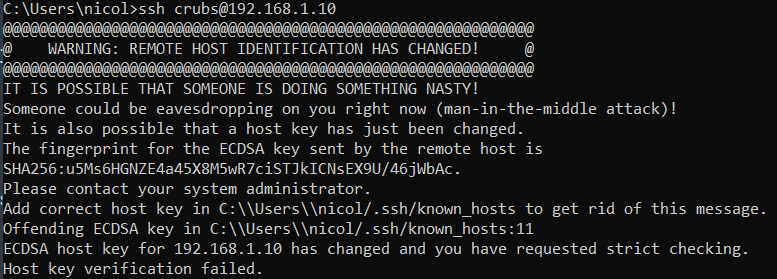 C:\Users\nicol>ssh crubs@192.168.1.10
@@@@@@@@@@@@@@@@@@@@@@@@@@@@@@@@@@@@@@@@@@@@@@@@@@@@@@@@@@@
@    WARNING: REMOTE HOST IDENTIFICATION HAS CHANGED!     @
@@@@@@@@@@@@@@@@@@@@@@@@@@@@@@@@@@@@@@@@@@@@@@@@@@@@@@@@@@@
IT IS POSSIBLE THAT SOMEONE IS DOING SOMETHING NASTY!
Someone could be eavesdropping on you right now (man-in-the-middle attack)!
It is also possible that a host key has just been changed.
The fingerprint for the ECDSA key sent by the remote host is
SHA256:u5Ms6HGNZE4a45X8M5wR7ciSTJkICNsEX9U/46jWbAc.
Please contact your system administrator.
Add correct host key in C:\\Users\\nicol/.ssh/known_hosts to get rid of this message.
Offending ECDSA key in C:\\Users\\nicol/.ssh/known_hosts:11
ECDSA host key for 192.168.1.10 has changed and you have requested strict checking.
Host key verification failed.